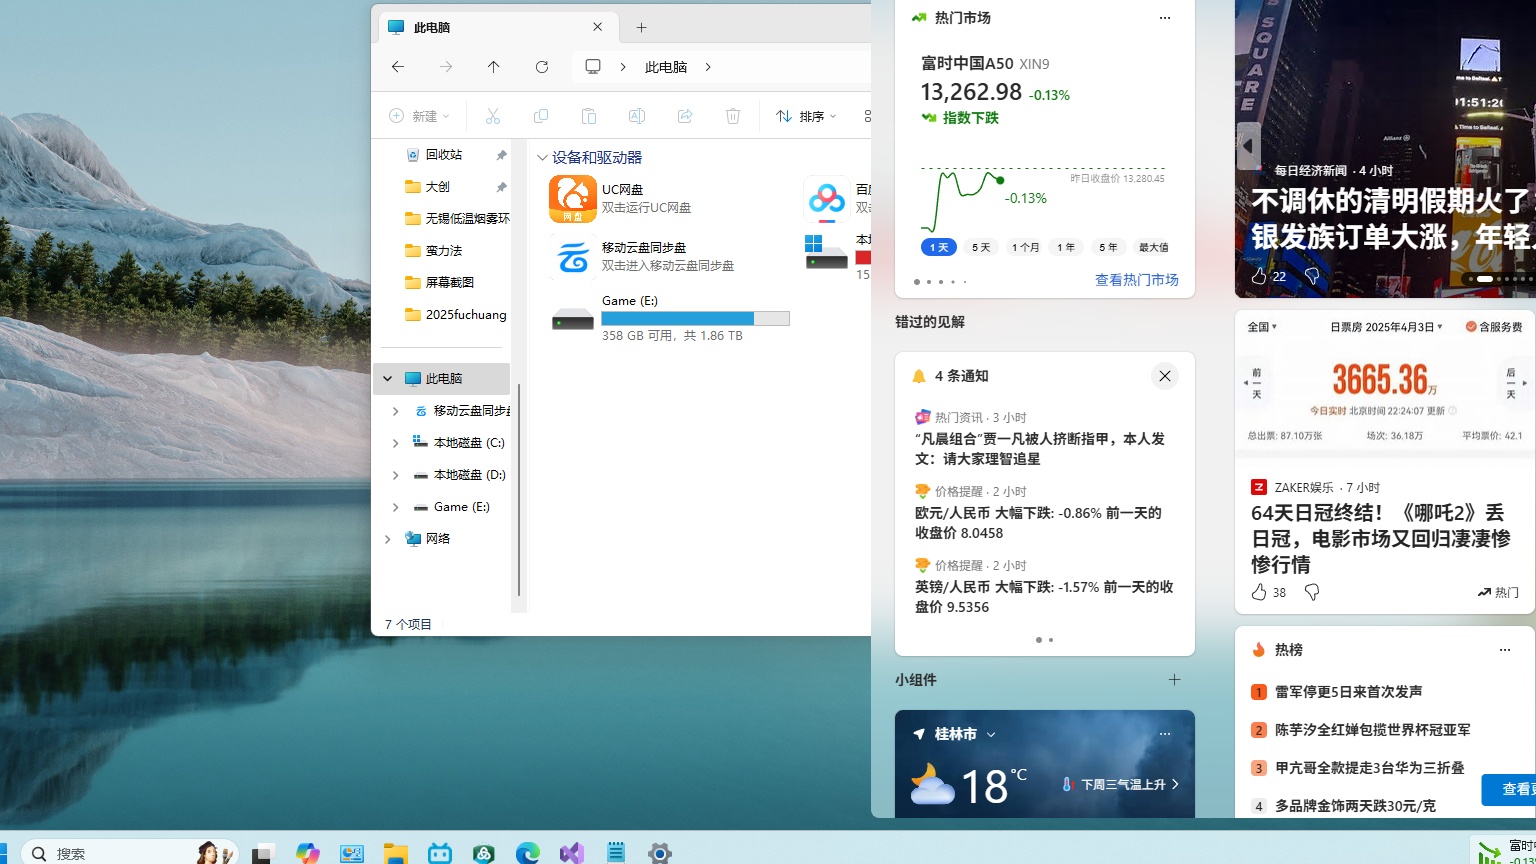 此电脑
此电脑
新建
排序
回收站
大创
无锡低温烟雾环
蛮力法
屏幕截图
2025fuchuang
此电脑
移动云盘同步盘
本地磁盘 (C:)
本地磁盘 (D:)
Game (E:)
网络
7 个项目
设备和驱动器
UC网盘
双击运行UC网盘
网盘
移动云盘同步盘
双击进入移动云盘同步盘
Game (E:)
358 GB 可用，共 1.86 TB
15
热门市场
富时中国A50 XIN9
13,262.98 -0.13%
指数下跌
昨日收盘价 13,280.45
-0.13%
1 天
5 天
1 个月
1 年
5 年
最大值
查看热门市场
错过的见解
4 条通知
热门资讯 · 3 小时
“凡晨组合”贾一凡被人挤断指甲，本人发
文：请大家理智追星
价格提醒 · 2 小时
欧元/人民币 大幅下跌: -0.86% 前一天的
收盘价 8.0458
价格提醒 · 2 小时
英镑/人民币 大幅下跌: -1.57% 前一天的收
盘价 9.5356
小组件
桂林市
18°C
下周三气温上升
SQUARE
Allianz
每日经济新闻 · 4 小时
不调休的清明假期火了
银发族订单大涨，年轻
22
全国
日票房 2025年4月3日
含服务费
前一天
3665.36万
后一天
今日实时 北京时间 22:24:07 更新
总出票: 87.10万张
场次: 36.18万
平均票价: 42.1
ZAKER娱乐 · 7 小时
64天日冠终结！《哪吒2》丢
日冠，电影市场又回归凄凄惨
惨行情
38
热门
热榜
1 雷军停更5日来首次发声
2 陈芋汐全红婵包揽世界杯冠亚军
3 甲亢哥全款提走3台华为三折叠
4 多品牌金饰两天跌30元/克
查看更
搜索
富时
-0.13